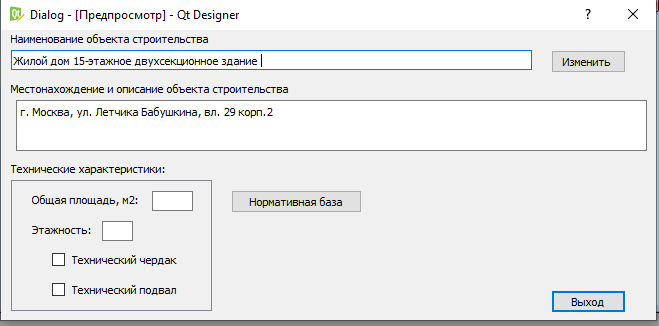 Dialog - [Предпросмотр] - Qt Designer
Наименование объекта строительства
Жилой дом 15-этажное двухсекционное здание
Изменить
Местонахождение и описание объекта строительства
г. Москва, ул. Летчика Бабушкина, вл. 29 корп.2
Технические характеристики:
Общая площадь, м2:
Нормативная база
Этажность:
Технический чердак
Технический подвал
Выход